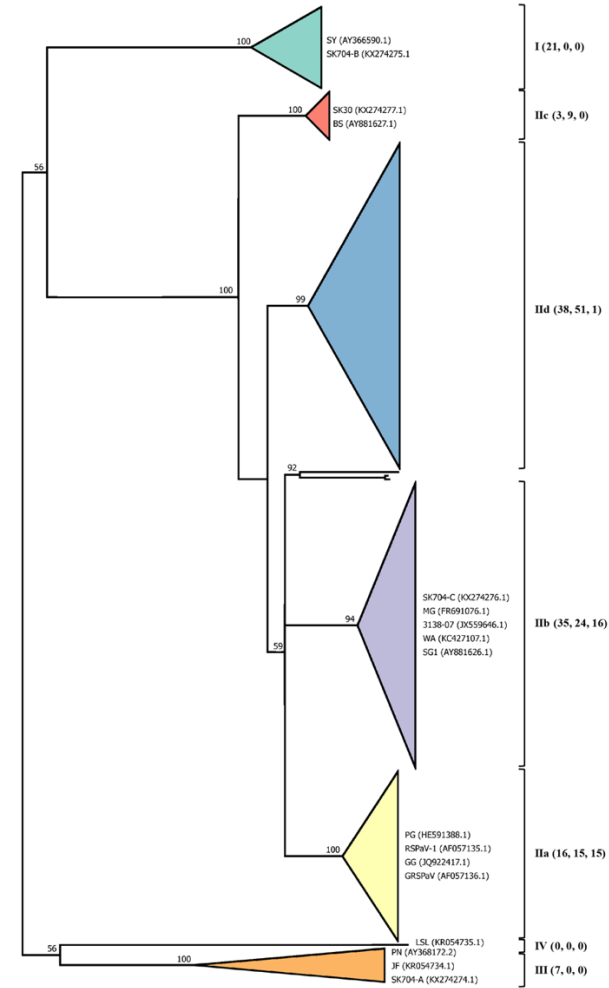 100
SY (AY366590.1)
SK704-B (KX274275.1
I (21, 0, 0)
100
SK30 (KX274277.1)
BS (AY881627.1)
IIc (3, 9, 0)
56
100
99
IId (38, 51, 1)
92
SK704-C (KX274276.1)
MG (FR691076.1)
3138-07 (JX559646.1)
WA (KC427107.1)
SG1 (AY881626.1)
94
IIb (35, 24, 16)
59
PG (HE591388.1)
RSPaV-1 (AF057135.1)
GG (JQ922417.1)
GRSPaV (AF057136.1)
100
IIa (16, 15, 15)
LSL (KR054735.1)
IV (0, 0, 0)
56
100
PN (AY368172.2)
JF (KR054734.1)
SK704-A (KX274274.1)
III (7, 0, 0)